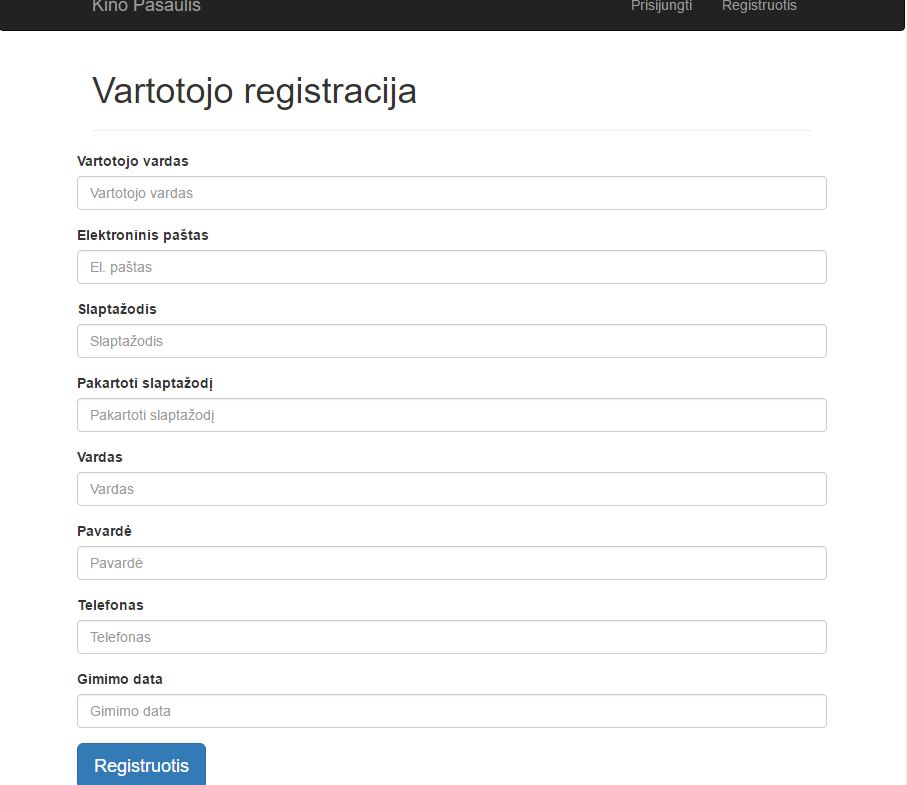 Kino Pasaulis Prisijungti Registruotis
Vartotojo registracija
Vartotojo vardas
Vartotojo vardas
Elektroninis paštas
El. paštas
Slaptažodis
Slaptažodis
Pakartoti slaptažodį
Pakartoti slaptažodį
Vardas
Vardas
Pavardė
Pavardė
Telefonas
Telefonas
Gimimo data
Gimimo data
Registruotis